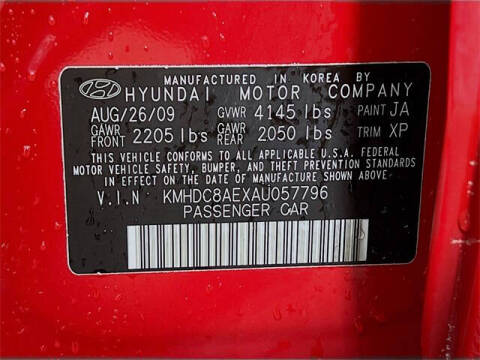 MANUFACTURED IN KOREA BY
HYUNDAI MOTOR COMPANY
AUG/26/09 GVWR 4145 lbs PAINT JA
GAWR FRONT 2205 lbs GAWR REAR 2050 lbs TRIM XP
THIS VEHICLE CONFORMS TO ALL APPLICABLE U.S.A. FEDERAL
MOTOR VEHICLE SAFETY, BUMPER, AND THEFT PREVENTION
STANDARDS IN EFFECT ON THE DATE OF MANUFACTURE SHOWN ABOVE.
V.I.N KMHDC8AEXAU057796
PASSENGER CAR